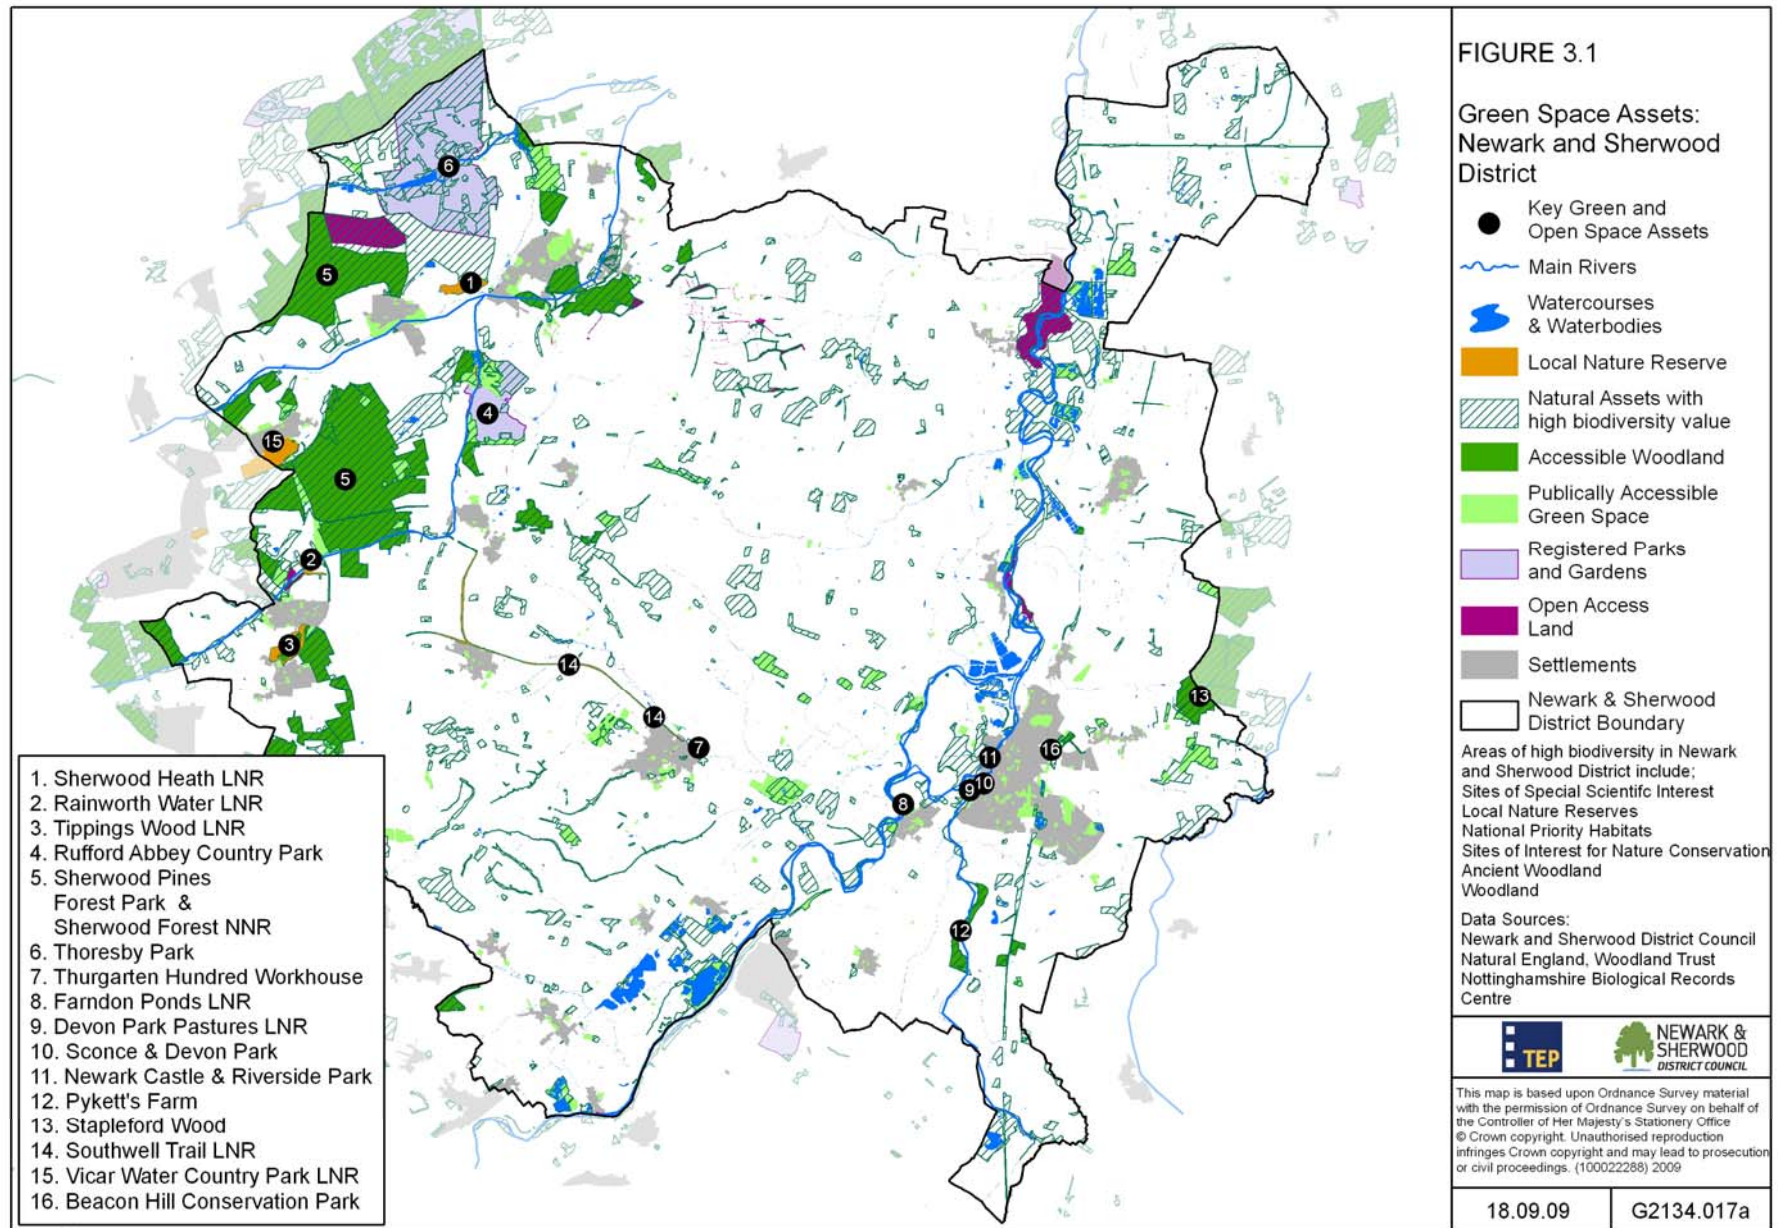 FIGURE 3.1
Green Space Assets:
Newark and Sherwood
District
Key Green and
Open Space Assets
Main Rivers
Watercourses
& Waterbodies
Local Nature Reserve
Natural Assets with
high biodiversity value
Accessible Woodland
Publically Accessible
Green Space
Registered Parks
and Gardens
Open Access
Land
Settlements
Newark & Sherwood
District Boundary
Areas of high biodiversity in Newark
and Sherwood District include;
Sites of Special Scientifc Interest
Local Nature Reserves
National Priority Habitats
Sites of Interest for Nature Conservation
Ancient Woodland
Woodland
Data Sources:
Newark and Sherwood District Council
Natural England, Woodland Trust
Nottinghamshire Biological Records
Centre
TEP
NEWARK &
SHERWOOD
DISTRICT COUNCIL
This map is based upon Ordnance Survey material
with the permission of Ordnance Survey on behalf of
the Controller of Her Majesty's Stationery Office
© Crown copyright. Unauthorised reproduction
infringes Crown copyright and may lead to prosecution
or civil proceedings. (100022288) 2009
18.09.09
G2134.017a
6
5
1
4
15
5
2
3
14
14
7
13
16
11
10
9
8
12
1. Sherwood Heath LNR
2. Rainworth Water LNR
3. Tippings Wood LNR
4. Rufford Abbey Country Park
5. Sherwood Pines
Forest Park &
Sherwood Forest NNR
6. Thoresby Park
7. Thurgarten Hundred Workhouse
8. Farndon Ponds LNR
9. Devon Park Pastures LNR
10. Sconce & Devon Park
11. Newark Castle & Riverside Park
12. Pykett's Farm
13. Stapleford Wood
14. Southwell Trail LNR
15. Vicar Water Country Park LNR
16. Beacon Hill Conservation Park